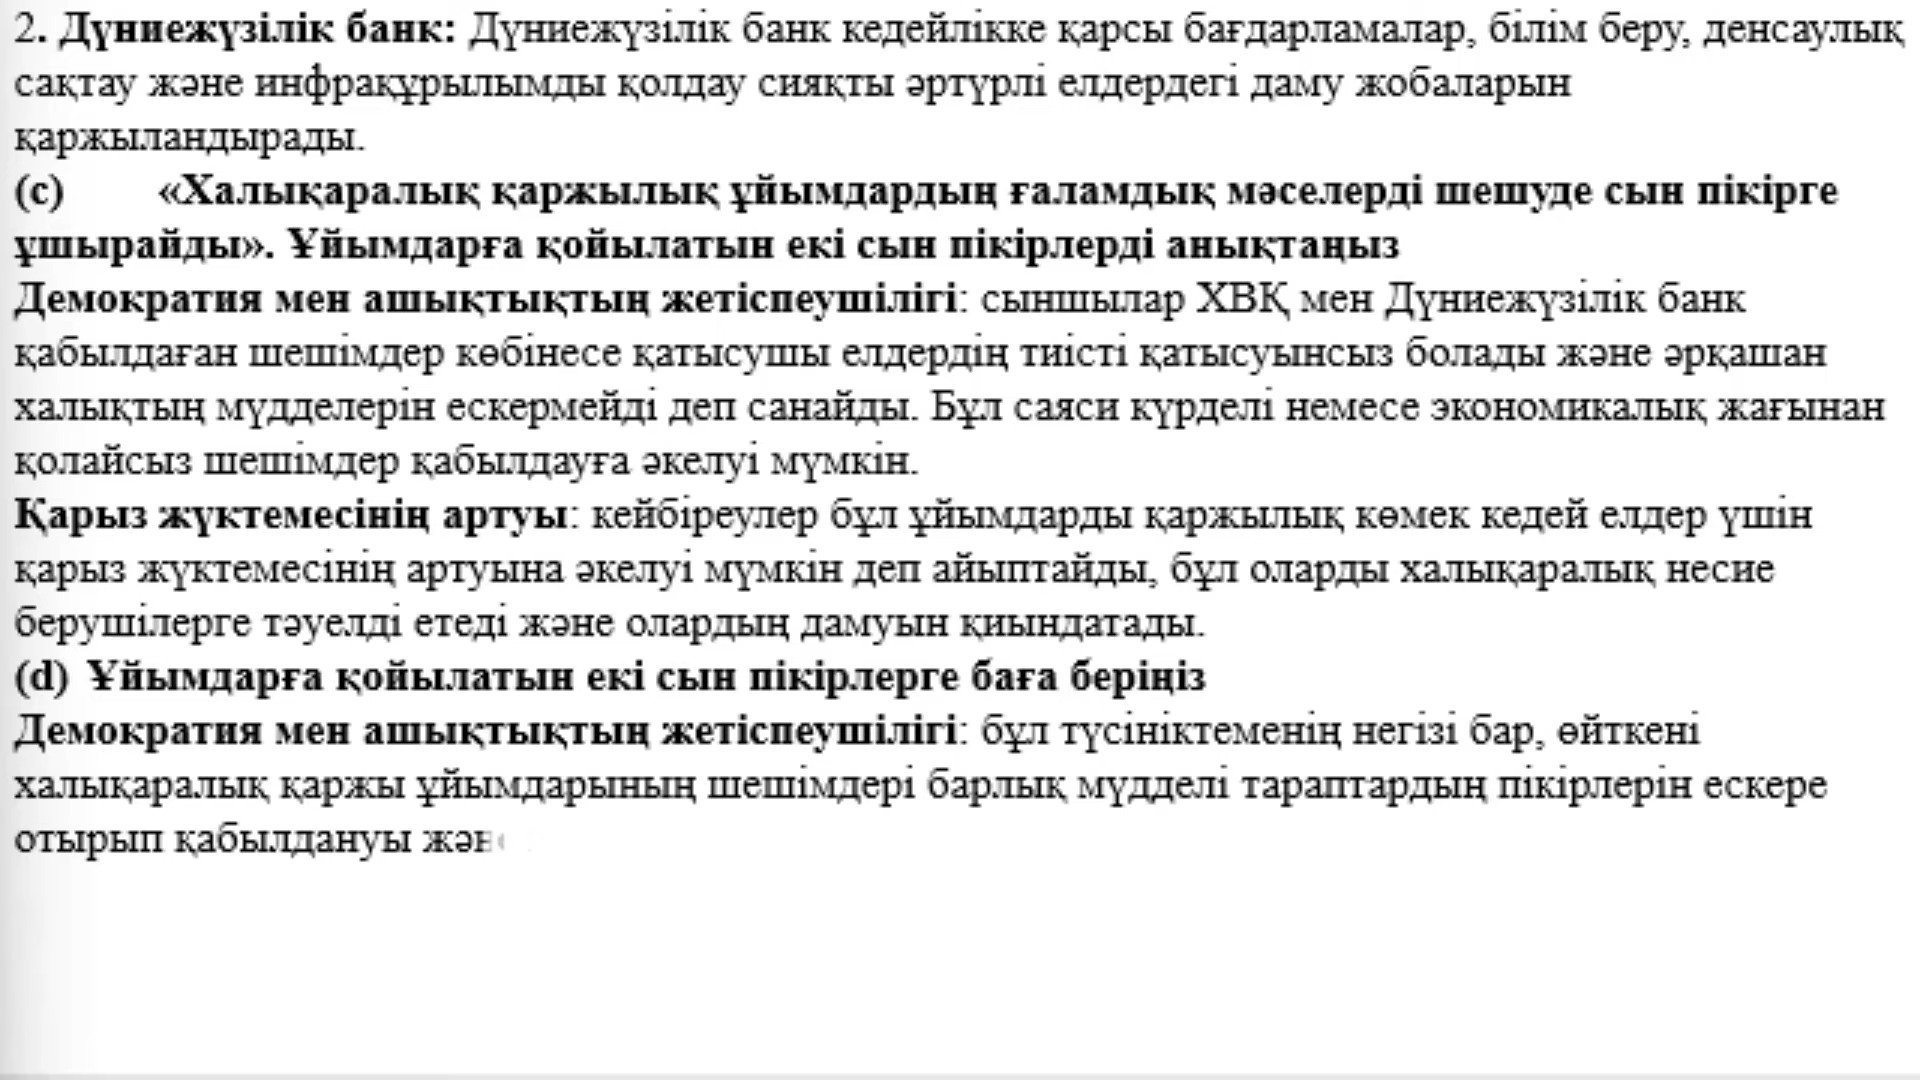 2. Дүниежүзілік банк: Дүниежүзілік банк кедейлікке қарсы бағдарламалар, білім беру, денсаулық
сақтау және инфрақұрылымды қолдау сияқты әртүрлі елдердегі даму жобаларын
қаржыландырады.
(c) «Халықаралық қаржылық ұйымдардың ғаламдық мәселерді шешуде сын пікірге
ұшырайды». Ұйымдарға қойылатын екі сын пікірлерді анықтаңыз
Демократия мен ашықтықтың жетіспеушілігі: сыншылар ХВҚ мен Дүниежүзілік банк
қабылдаған шешімдер көбінесе қатысушы елдердің тиісті қатысуынсыз болады және әрқашан
халықтың мүдделерін ескермейді деп санайды. Бұл саяси күрделі немесе экономикалық жағынан
қолайсыз шешімдер қабылдауға әкелуі мүмкін.
Қарыз жүктемесінің артуы: кейбіреулер бұл ұйымдарды қаржылық көмек кедей елдер үшін
қарыз жүктемесінің артуына әкелуі мүмкін деп айыптайды, бұл оларды халықаралық несие
берушілерге тәуелді етеді және олардың дамуын қиындатады.
(d) Ұйымдарға қойылатын екі сын пікірлерге баға беріңіз
Демократия мен ашықтықтың жетіспеушілігі: бұл түсініктеменің негізі бар, өйткені
халықаралық қаржы ұйымдарының шешімдері барлық мүдделі тараптардың пікірлерін ескере
отырып қабылдануы